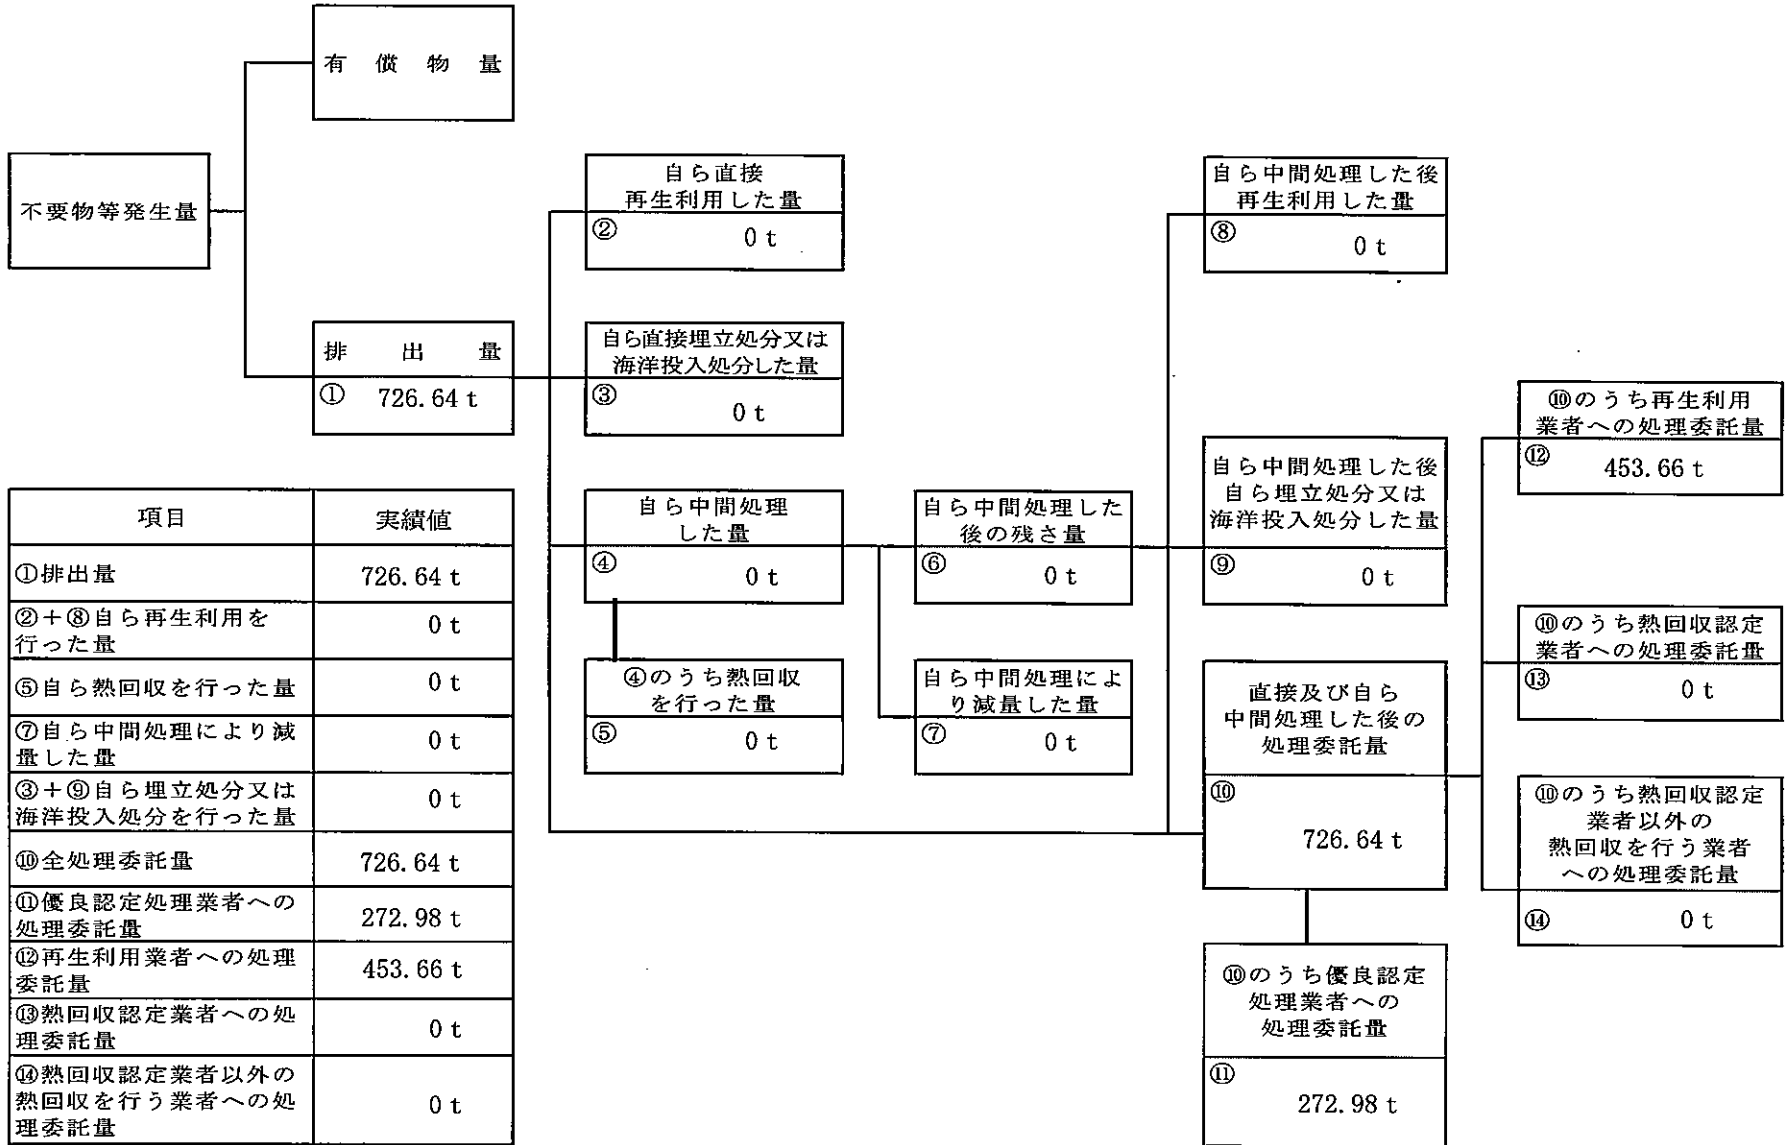 有償物量
不要物等発生量
排出量
① 726.64 t
自ら直接
再生利用した量
② 0 t
自ら直接埋立処分又は
海洋投入処分した量
③ 0 t
自ら中間処理
した量
④ 0 t
④のうち熱回収
を行った量
⑤ 0 t
自ら中間処理した
後の残さ量
⑥ 0 t
自ら中間処理によ
り減量した量
⑦ 0 t
自ら中間処理した後
再生利用した量
⑧ 0 t
自ら中間処理した後
自ら埋立処分又は
海洋投入処分した量
⑨ 0 t
直接及び自ら
中間処理した後の
処理委託量
⑩
726.64 t
⑩のうち優良認定
処理業者への
処理委託量
⑪
272.98 t
⑩のうち再生利用
業者への処理委託量
⑫ 453.66 t
⑩のうち熱回収認定
業者への処理委託量
⑬ 0 t
⑩のうち熱回収認定
業者以外の
熱回収を行う業者
への処理委託量
⑭ 0 t
項目 実績値
①排出量 726.64 t
②+⑧自ら再生利用を
行った量 0 t
⑤自ら熱回収を行った量 0 t
⑦自ら中間処理により減
量した量 0 t
③+⑨自ら埋立処分又は
海洋投入処分を行った量 0 t
⑩全処理委託量 726.64 t
⑪優良認定処理業者への
処理委託量 272.98 t
⑫再生利用業者への処理
委託量 453.66 t
⑬熱回収認定業者への処
理委託量 0 t
⑭熱回収認定業者以外の
熱回収を行う業者への処
理委託量 0 t